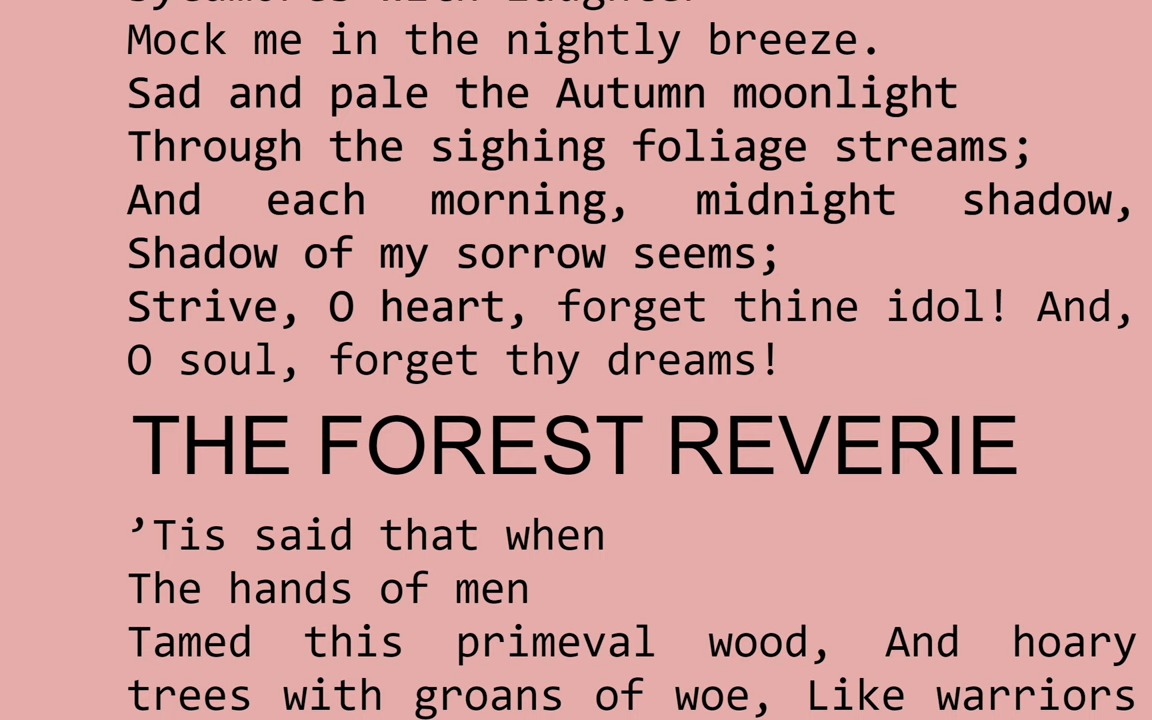 Mock me in the nightly breeze.
Sad and pale the Autumn moonlight
Through the sighing foliage streams;
And each morning, midnight shadow,
Shadow of my sorrow seems;
Strive, O heart, forget thine idol! And,
O soul, forget thy dreams!
THE FOREST REVERIE
’Tis said that when
The hands of men
Tamed this primeval wood, And hoary
trees with groans of woe, Like warriors